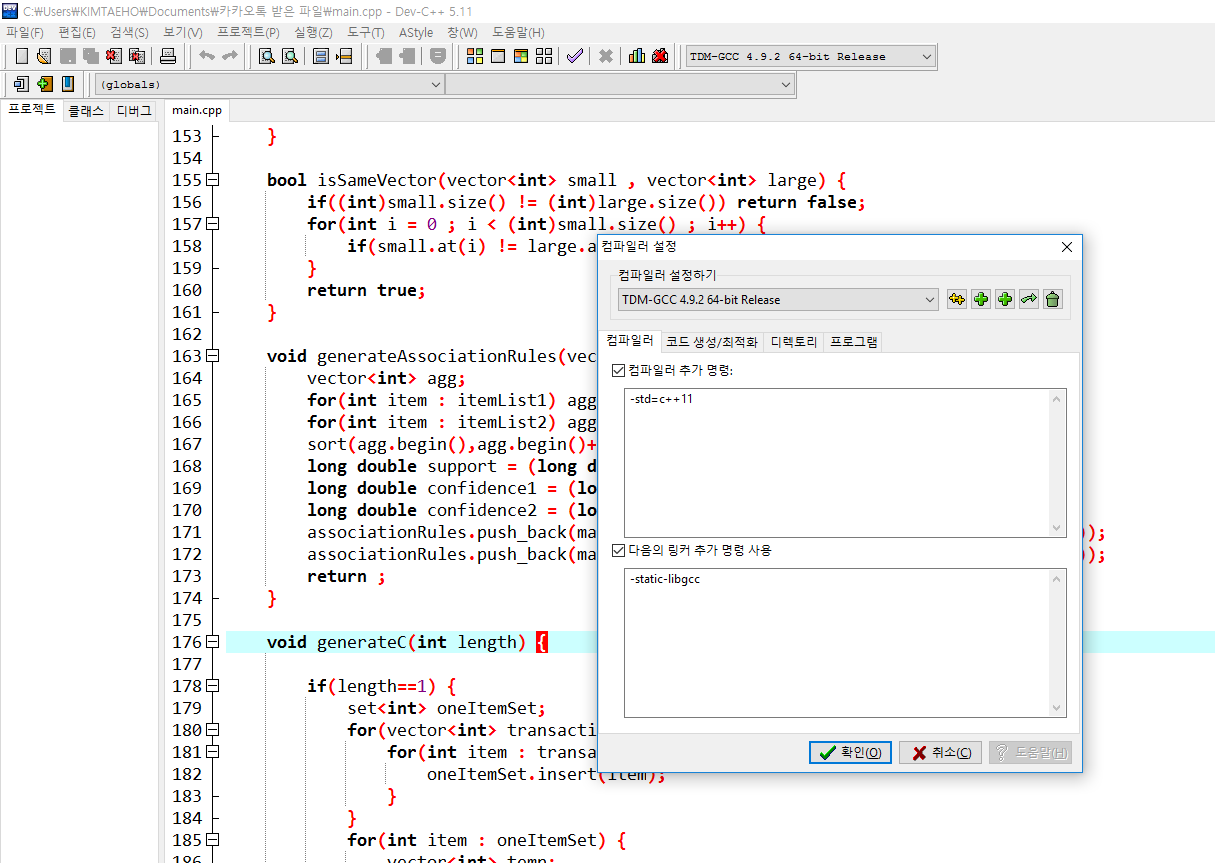 C:₩Users₩KIMTAEHO₩Documents₩카카오톡 받은 파일₩main.cpp - Dev-C++ 5.11
파일(F) 편집(E) 검색(S) 보기(V) 프로젝트(P) 실행(Z) 도구(T) AStyle 창(W) 도움말(H)
TDM-GCC 4.9.2 64-bit Release
(globals)
프로젝트 클래스 디버그 main.cpp
153 }
154
155 bool isSameVector(vector<int> small , vector<int> large) {
156 if((int)small.size() != (int)large.size()) return false;
157 for(int i = 0 ; i < (int)small.size() ; i++) {
158 if(small.at(i) != large.a
159 }
160 return true;
161 }
162
163 void generateAssociationRules(vec
164 vector<int> agg;
165 for(int item : itemList1) agg
166 for(int item : itemList2) agg
167 sort(agg.begin(),agg.begin()+
168 long double support = (long d
169 long double confidence1 = (lo
170 long double confidence2 = (lo
171 associationRules.push_back(ma ));
172 associationRules.push_back(ma ));
173 return ;
174 }
175
176 void generateC(int length) {
177
178 if(length==1) {
179 set<int> oneItemSet;
180 for(vector<int> transacti
181 for(int item : transa
182 oneItemSet.insert(item);
183 }
184 }
185 for(int item : oneItemSet) {
186 vector<int> temp;
컴파일러 설정
컴파일러 설정하기
TDM-GCC 4.9.2 64-bit Release
컴파일러 코드 생성/최적화 디렉토리 프로그램
컴파일러 추가 명령:
-std=c++11
다음의 링커 추가 명령 사용
-static-libgcc
확인(O) 취소(C) 도움말(H)